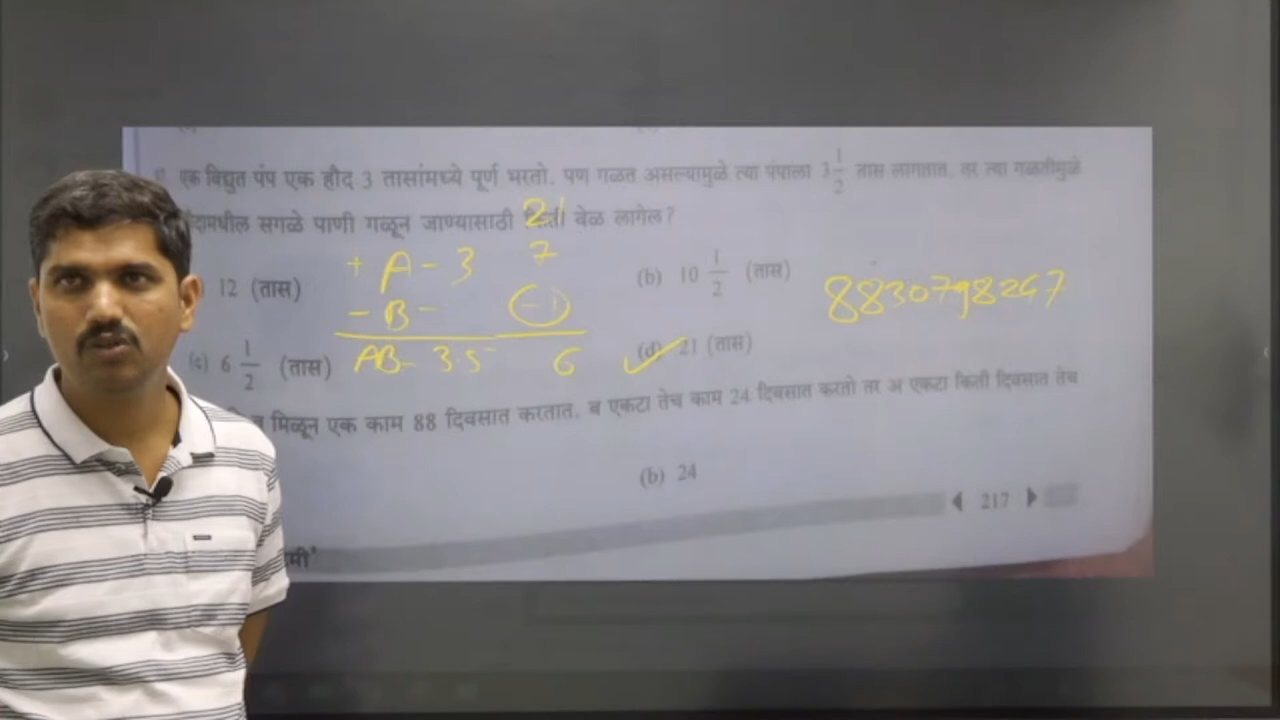 एक विद्युत पंप एक हौद 3 तासांमध्ये पूर्ण भरतो. पण गळत असल्यामुळे त्या पंपाला 3 1/2 तास लागतात. तर त्या गळतीमुळे
सगळे पाणी गळून जाण्यासाठी किती वेळ लागेल?
21
+ A - 3 7
- B - (-1)
AB - 3.5 6
12 (तास)
(b) 10 1/2 (तास)
8830798267
(c) 6 1/2 (तास)
(d) 21 (तास)
मिळून एक काम 88 दिवसात करतात. ब एकटा तेच काम 24 दिवसात करतो तर अ एकटा किती दिवसात तेच
(b) 24
217